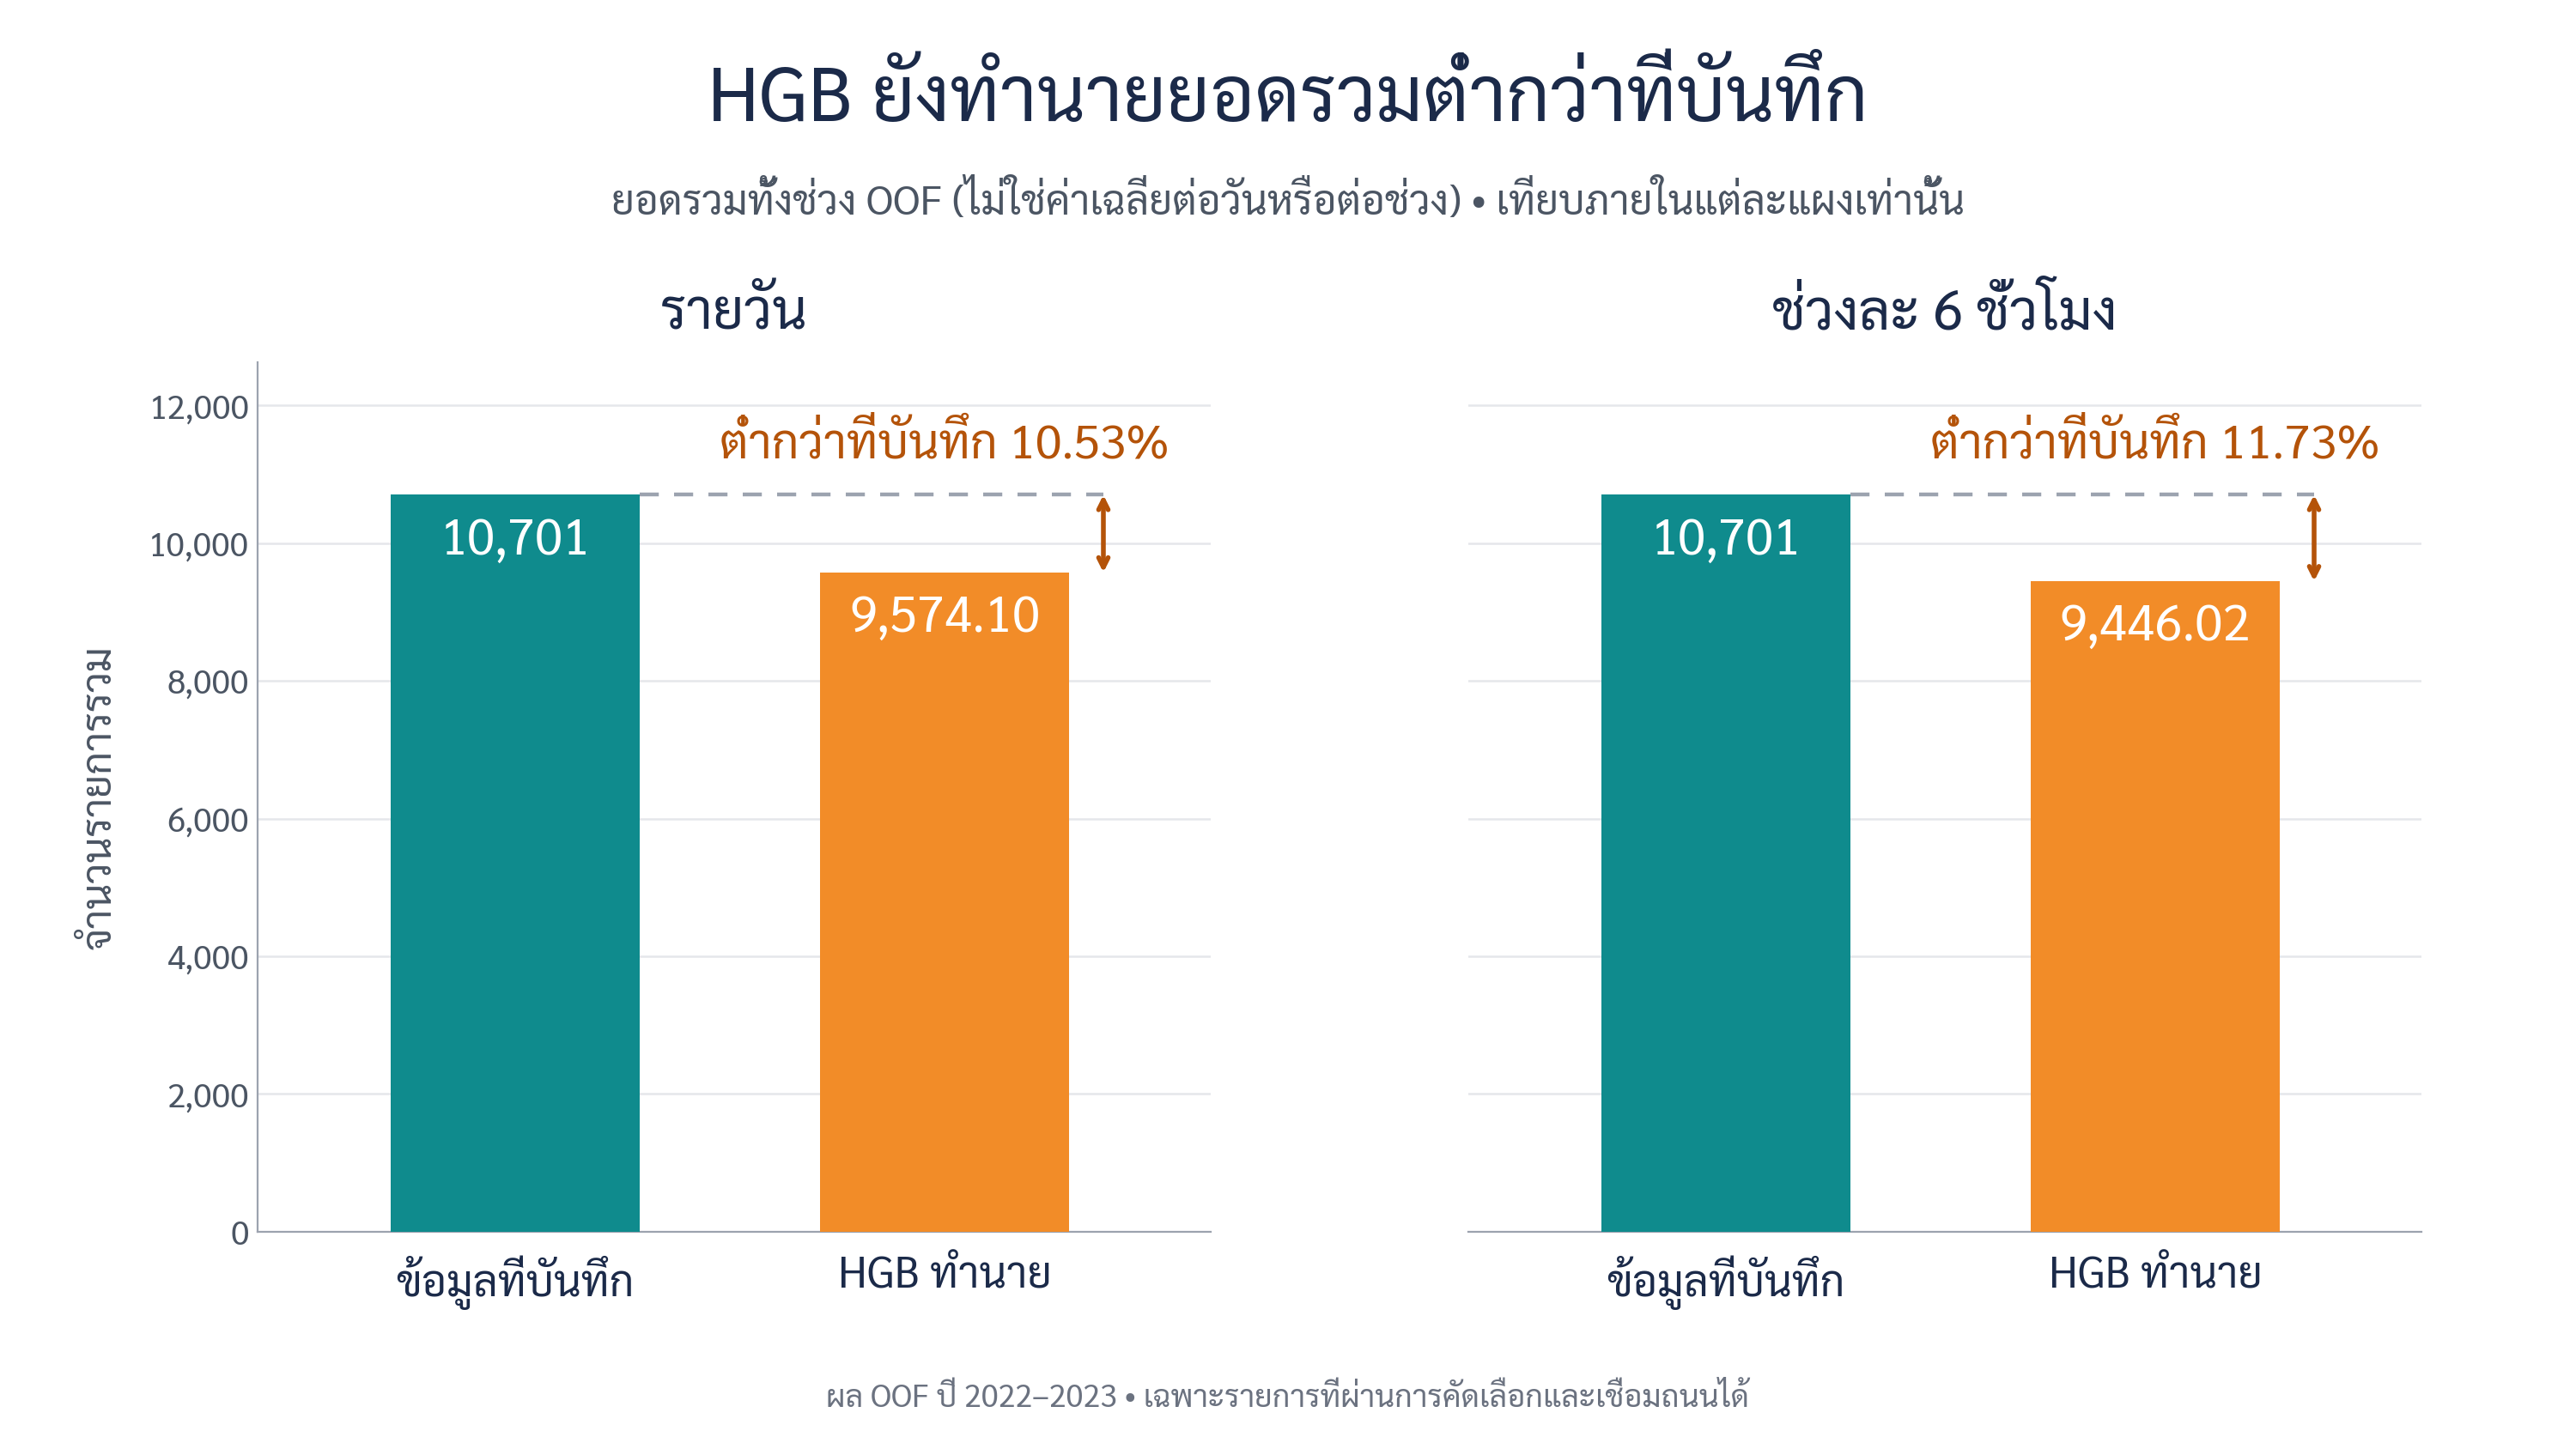 HGB ยังทำนายยอดรวมต่ำกว่าที่บันทึก
ยอดรวมทั้งช่วง OOF (ไม่ใช่ค่าเฉลี่ยต่อวันหรือต่อช่วง) • เทียบภายในแต่ละแผงเท่านั้น
รายวัน
จำนวนรายการรวม
12,000
10,000
8,000
6,000
4,000
2,000
0
ต่ำกว่าที่บันทึก 10.53%
10,701
9,574.10
ข้อมูลที่บันทึก
HGB ทำนาย
ช่วงละ 6 ชั่วโมง
ต่ำกว่าที่บันทึก 11.73%
10,701
9,446.02
ข้อมูลที่บันทึก
HGB ทำนาย
ผล OOF ปี 2022–2023 • เฉพาะรายการที่ผ่านการคัดเลือกและเชื่อมถนนได้